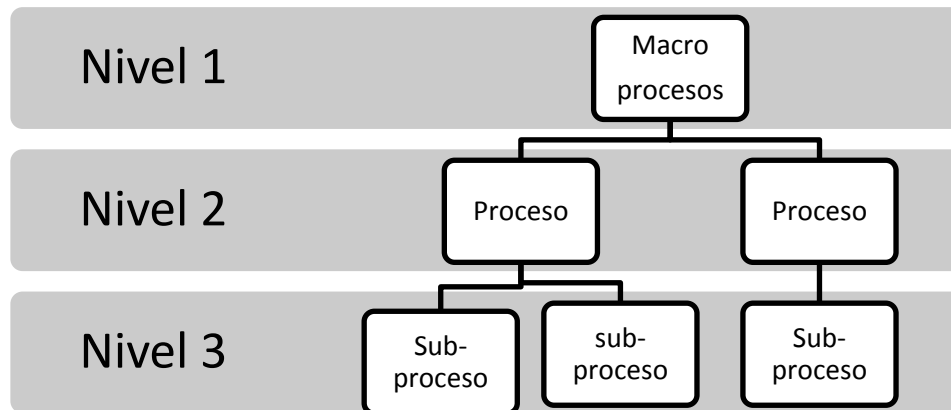 Nivel 1
Macro
procesos
Nivel 2
Proceso
Proceso
Nivel 3
Sub-
proceso
sub-
proceso
Sub-
proceso